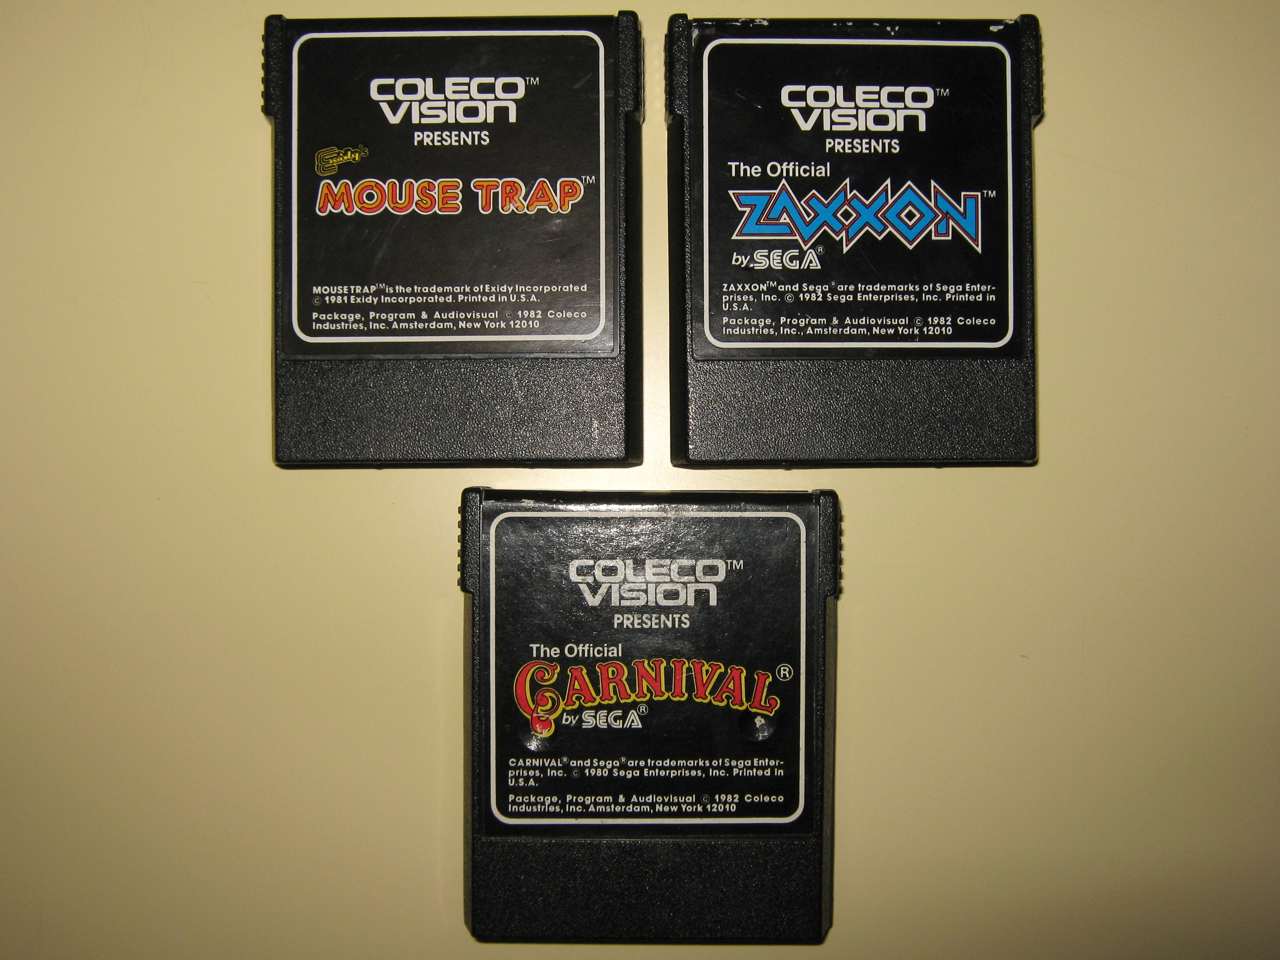 COLECO™
VISION
PRESENTS
Exidy's
MOUSE TRAP™
MOUSETRAP™ is the trademark of Exidy Incorporated
© 1981 Exidy Incorporated. Printed in U.S.A.
Package, Program & Audiovisual © 1982 Coleco
Industries, Inc. Amsterdam, New York 12010
COLECO™
VISION
PRESENTS
The Official
ZAXXON™
by SEGA®
ZAXXON™ and Sega® are trademarks of Sega Enter-
prises, Inc. © 1982 Sega Enterprises, Inc. Printed in
U.S.A.
Package, Program & Audiovisual © 1982 Coleco
Industries, Inc., Amsterdam, New York 12010
COLECO™
VISION
PRESENTS
The Official
CARNIVAL®
by SEGA®
CARNIVAL® and Sega® are trademarks of Sega Enter-
prises, Inc. © 1980 Sega Enterprises, Inc. Printed in
U.S.A.
Package, Program & Audiovisual © 1982 Coleco
Industries, Inc. Amsterdam, New York 12010